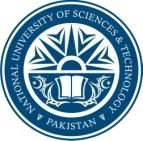 NATIONAL UNIVERSITY OF SCIENCES & TECHNOLOGY
PAKISTAN